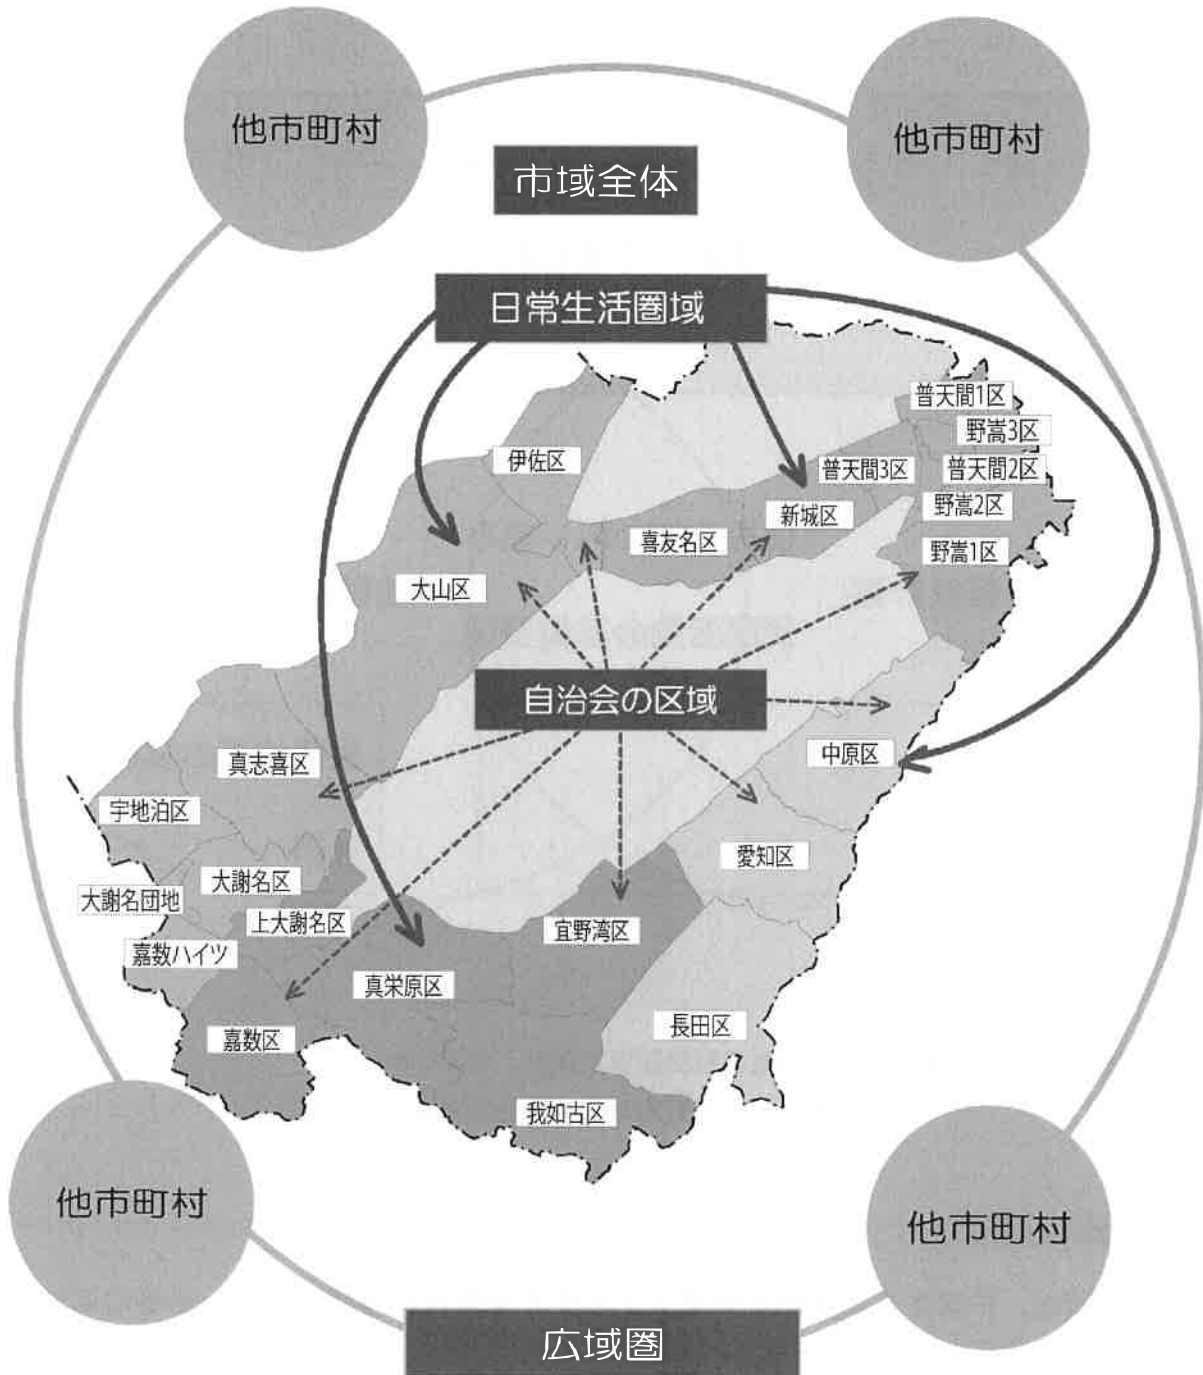 他市町村
他市町村
市域全体
日常生活圏域
普天間1区
野嵩3区
伊佐区
普天間3区
普天間2区
新城区
野嵩2区
喜友名区
野嵩1区
大山区
自治会の区域
中原区
真志喜区
宇地泊区
愛知区
大謝名区
大謝名団地
上大謝名区
宜野湾区
嘉数ハイツ
真栄原区
長田区
嘉数区
我如古区
他市町村
他市町村
広域圏